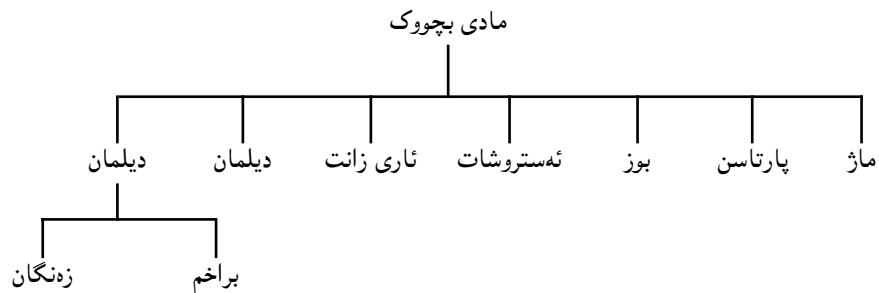 مادی بچووک
ماژ پارتاسن بوز ئەستروشات ئاری زانت دیلمان دیلمان
براخم زەنگان